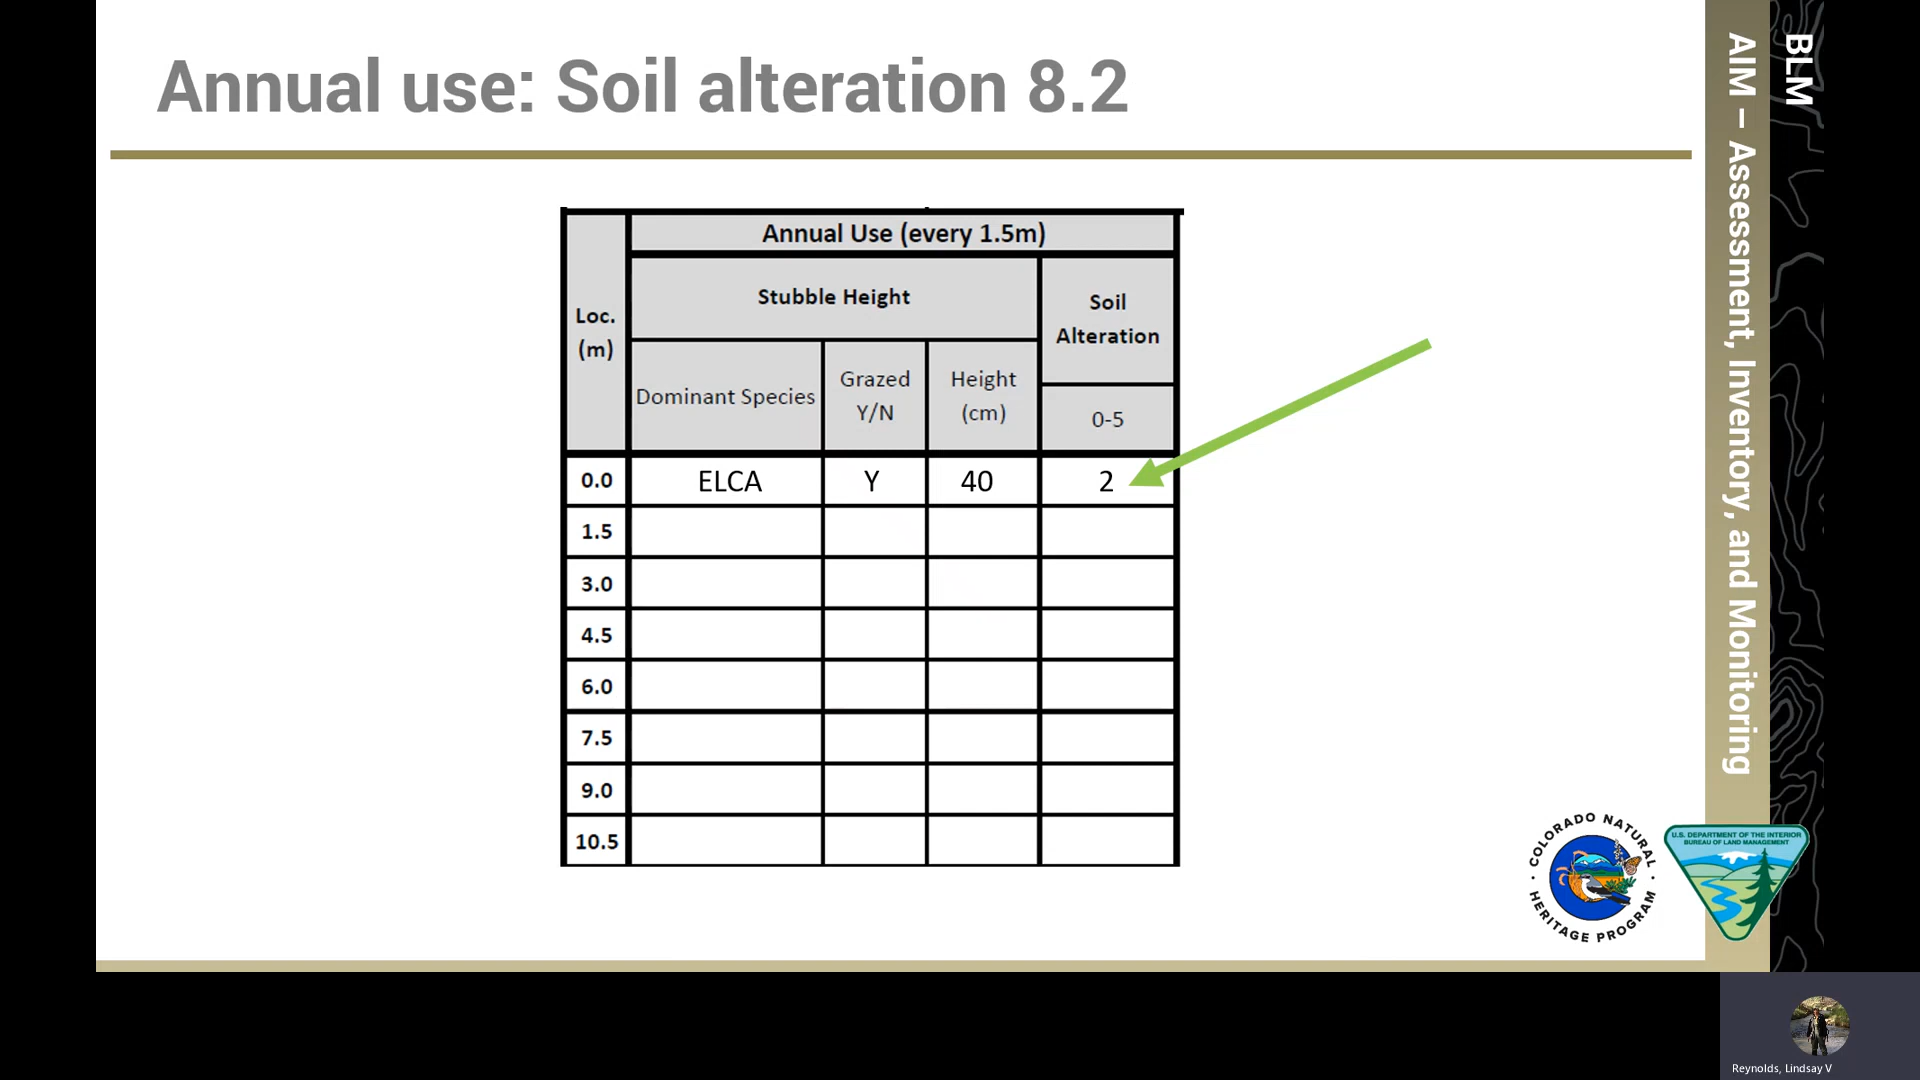 Annual use: Soil alteration 8.2
Annual Use (every 1.5m)
Loc.
(m)
Stubble Height
Soil
Alteration
Dominant Species
Grazed
Y/N
Height
(cm)
0-5
0.0 ELCA Y 40 2
1.5
3.0
4.5
6.0
7.5
9.0
10.5
BLM
AIM – Assessment, Inventory, and Monitoring
COLORADO NATURAL
HERITAGE PROGRAM
U.S. DEPARTMENT OF THE INTERIOR
BUREAU OF LAND MANAGEMENT
Reynolds, Lindsay V